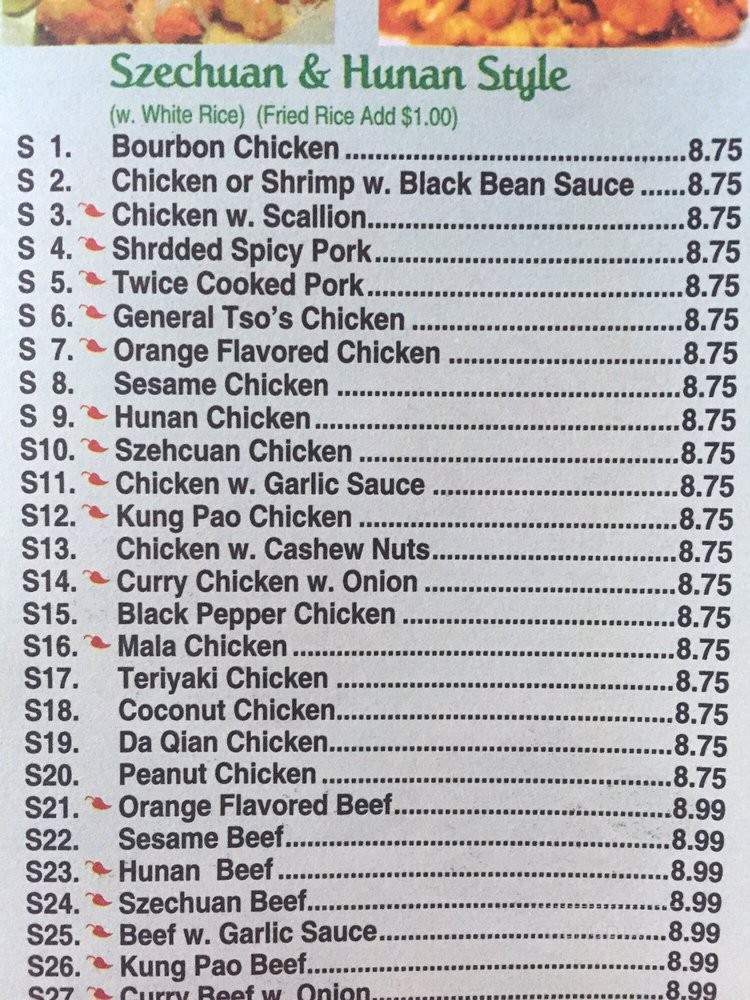 Szechuan & Hunan Style
(w. White Rice) (Fried Rice Add $1.00)
S 1. Bourbon Chicken ..... 8.75
S 2. Chicken or Shrimp w. Black Bean Sauce ..... 8.75
S 3. Chicken w. Scallion ..... 8.75
S 4. Shrdded Spicy Pork ..... 8.75
S 5. Twice Cooked Pork ..... 8.75
S 6. General Tso's Chicken ..... 8.75
S 7. Orange Flavored Chicken ..... 8.75
S 8. Sesame Chicken ..... 8.75
S 9. Hunan Chicken ..... 8.75
S10. Szehcuan Chicken ..... 8.75
S11. Chicken w. Garlic Sauce ..... 8.75
S12. Kung Pao Chicken ..... 8.75
S13. Chicken w. Cashew Nuts ..... 8.75
S14. Curry Chicken w. Onion ..... 8.75
S15. Black Pepper Chicken ..... 8.75
S16. Mala Chicken ..... 8.75
S17. Teriyaki Chicken ..... 8.75
S18. Coconut Chicken ..... 8.75
S19. Da Qian Chicken ..... 8.75
S20. Peanut Chicken ..... 8.75
S21. Orange Flavored Beef ..... 8.99
S22. Sesame Beef ..... 8.99
S23. Hunan Beef ..... 8.99
S24. Szechuan Beef ..... 8.99
S25. Beef w. Garlic Sauce ..... 8.99
S26. Kung Pao Beef ..... 8.99
S27. Curry Beef w. Onion ..... 8.99